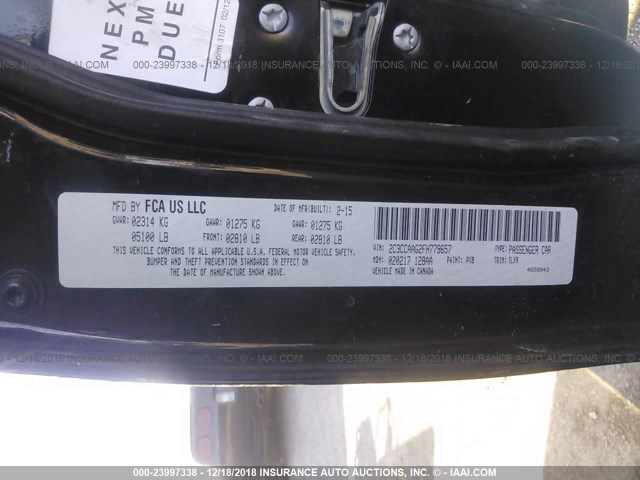 000-23997338 - 12/18/2018 INSURANCE AUTO AUCTIONS, INC. - IAAI.COM
NEX
PM
DUE
MFD BY FCA US LLC
DATE OF MFR(BUILT): 2-15
GVWR: 02314 KG GAWR: 01275 KG GAWR: 01275 KG
05100 LB FRONT: 02810 LB REAR: 02810 LB
THIS VEHICLE CONFORMS TO ALL APPLICABLE U.S.A. FEDERAL MOTOR VEHICLE SAFETY,
BUMPER AND THEFT PREVENTION STANDARDS IN EFFECT
ON THE DATE OF MANUFACTURE SHOWN ABOVE.
VIN: 2C3CCAAG2FH779657 TYPE: PASSENGER CAR
MDH: 020217 128AA PAINT: PX8 TRIM: TLX9
VEHICLE MADE IN CANADA
000-23997338 - 12/18/2018 - INSURANCE AUTO AUCTIONS, INC. - IAAI.COM
000-23997338 - 12/18/2018 INSURANCE AUTO AUCTIONS, INC. - IAAI.COM